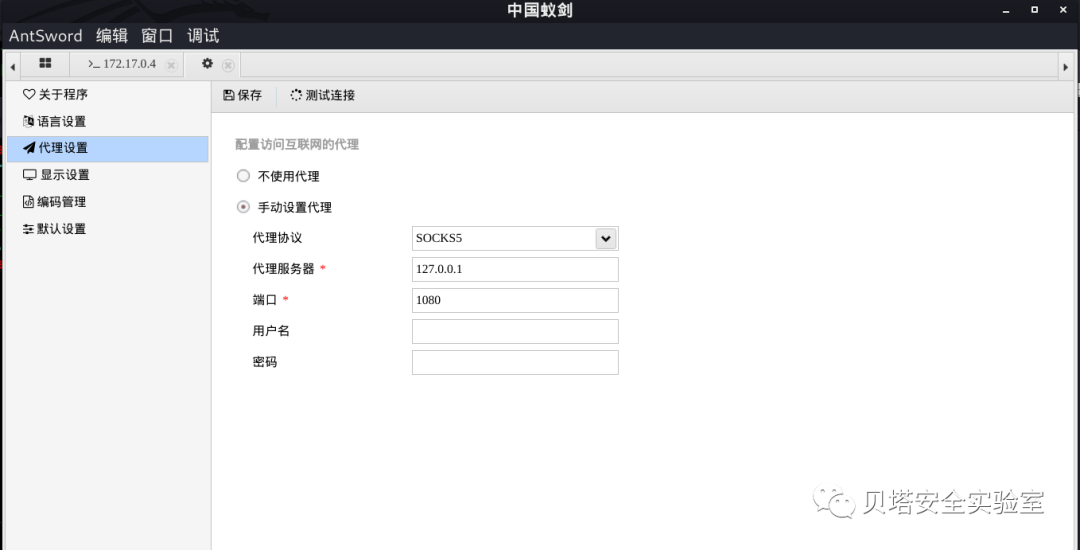 中国蚁剑
AntSword 编辑 窗口 调试
>_ 172.17.0.4
关于程序
语言设置
代理设置
显示设置
编码管理
默认设置
保存 测试连接
配置访问互联网的代理
不使用代理
手动设置代理
代理协议 SOCKS5
代理服务器 * 127.0.0.1
端口 * 1080
用户名
密码
贝塔安全实验室